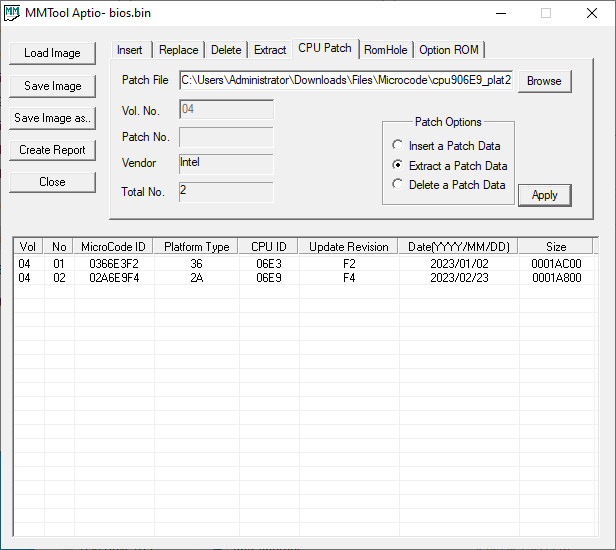 MMTool Aptio- bios.bin
Load Image
Save Image
Save Image as..
Create Report
Close
Insert Replace Delete Extract CPU Patch RomHole Option ROM
Patch File C:\Users\Administrator\Downloads\Files\Microcode\cpu906E9_plat2 Browse
Vol. No. 04
Patch No.
Vendor Intel
Total No. 2
Patch Options
Insert a Patch Data
Extract a Patch Data
Delete a Patch Data
Apply
Vol No MicroCode ID Platform Type CPU ID Update Revision Date(YYYY/MM/DD) Size
04 01 0366E3F2 36 06E3 F2 2023/01/02 0001AC00
04 02 02A6E9F4 2A 06E9 F4 2023/02/23 0001A800